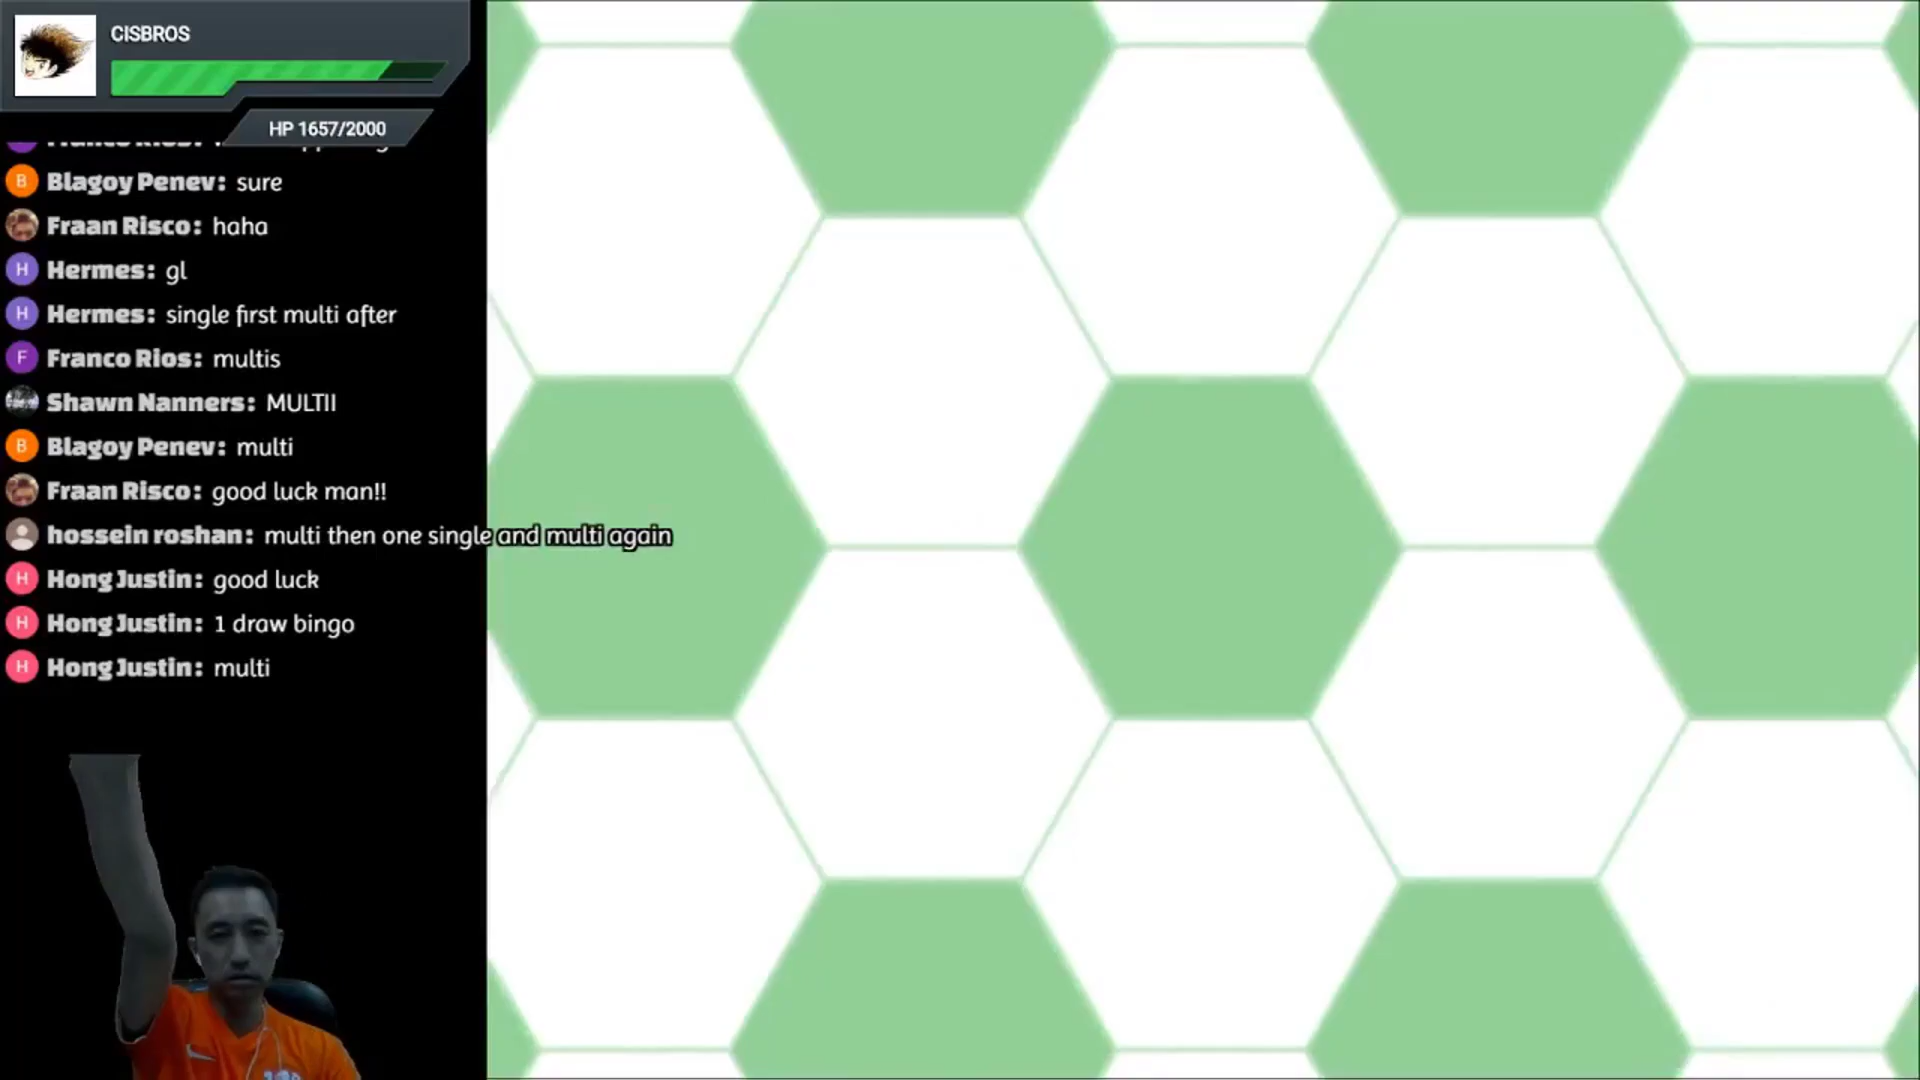 CISBROS
HP 1657/2000
B Blagoy Penev: sure
Fraan Risco: haha
H Hermes: gl
H Hermes: single first multi after
F Franco Rios: multis
Shawn Nanners: MULTII
B Blagoy Penev: multi
Fraan Risco: good luck man!!
hossein roshan: multi then one single and multi again
H Hong Justin: good luck
H Hong Justin: 1 draw bingo
H Hong Justin: multi